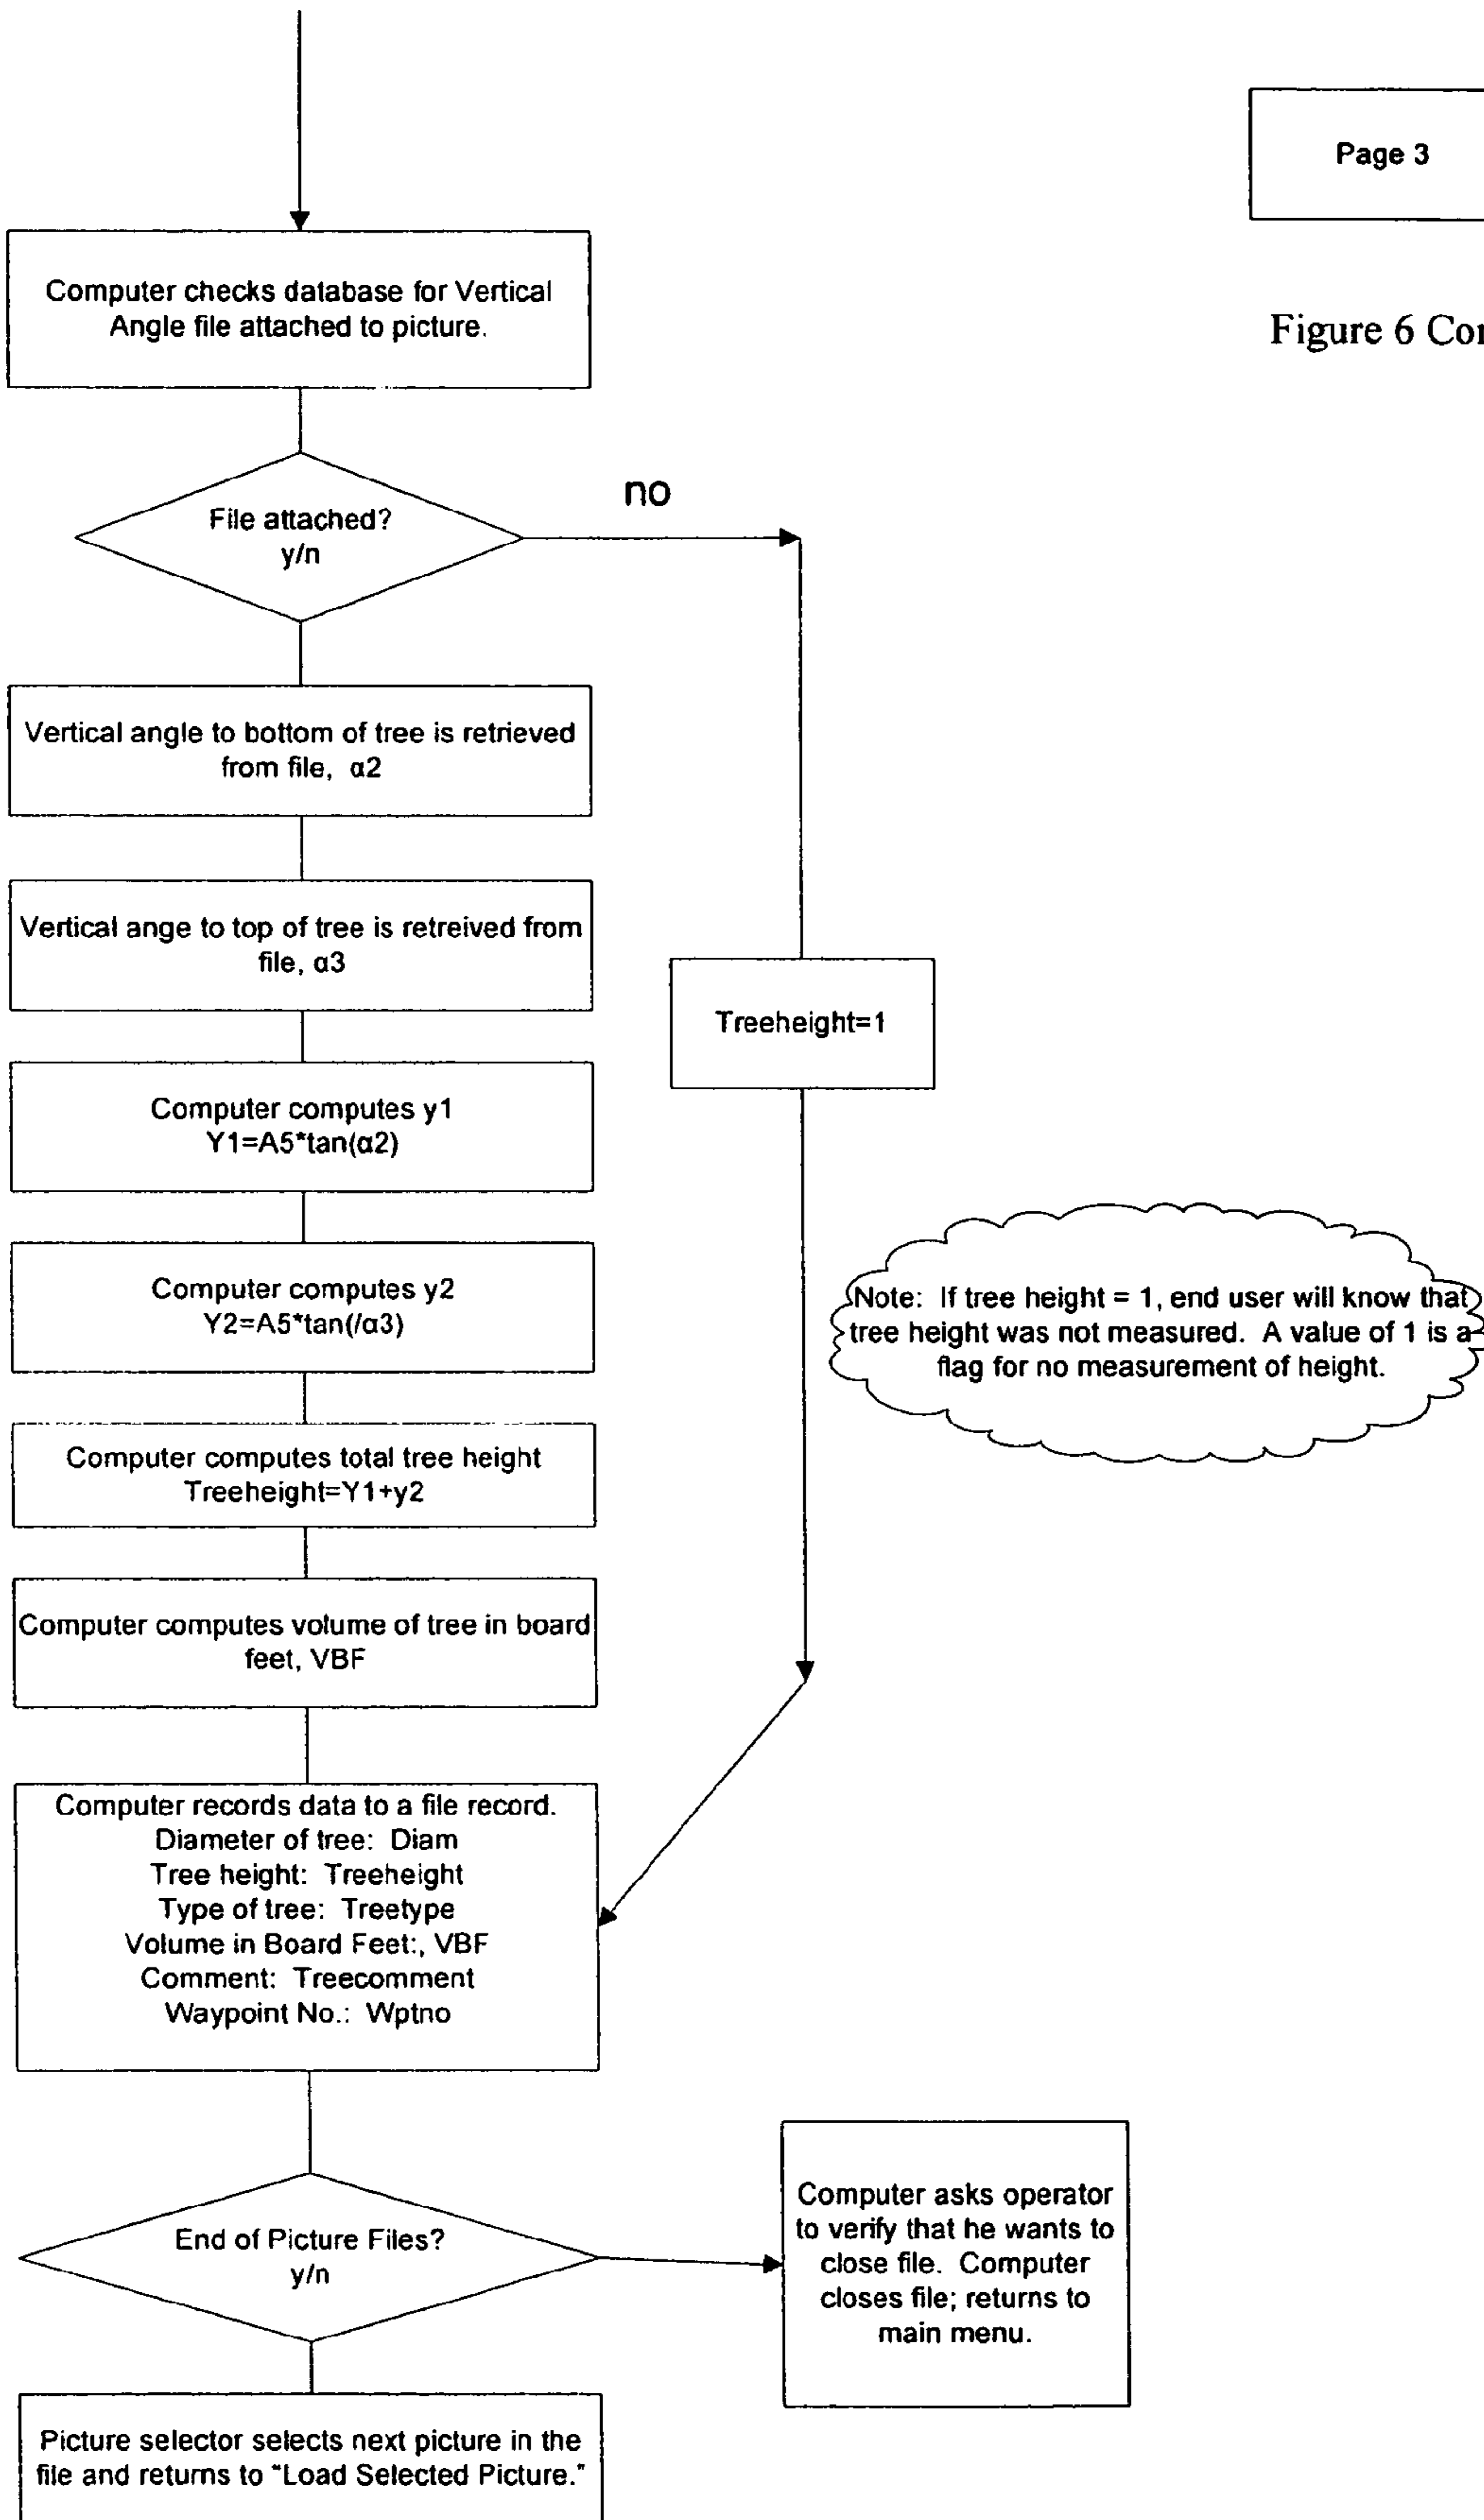 Page 3
Figure 6 Con
Computer checks database for Vertical
Angle file attached to picture.
File attached?
y/n
no
Vertical angle to bottom of tree is retrieved
from file, α2
Vertical ange to top of tree is retreived from
file, α3
Treeheight=1
Computer computes y1
Y1=A5*tan(α2)
Computer computes y2
Y2=A5*tan(/α3)
Note: If tree height = 1, end user will know that
tree height was not measured. A value of 1 is a
flag for no measurement of height.
Computer computes total tree height
Treeheight=Y1+y2
Computer computes volume of tree in board
feet, VBF
Computer records data to a file record.
Diameter of tree: Diam
Tree height: Treeheight
Type of tree: Treetype
Volume in Board Feet:, VBF
Comment: Treecomment
Waypoint No.: Wptno
End of Picture Files?
y/n
Computer asks operator
to verify that he wants to
close file. Computer
closes file; returns to
main menu.
Picture selector selects next picture in the
file and returns to "Load Selected Picture."